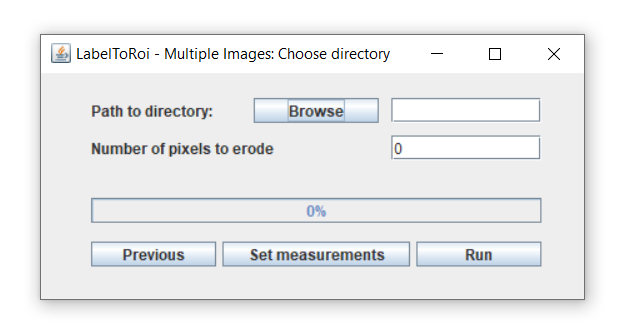 LabelToRoi - Multiple Images: Choose directory
Path to directory: Browse
Number of pixels to erode 0
0%
Previous Set measurements Run